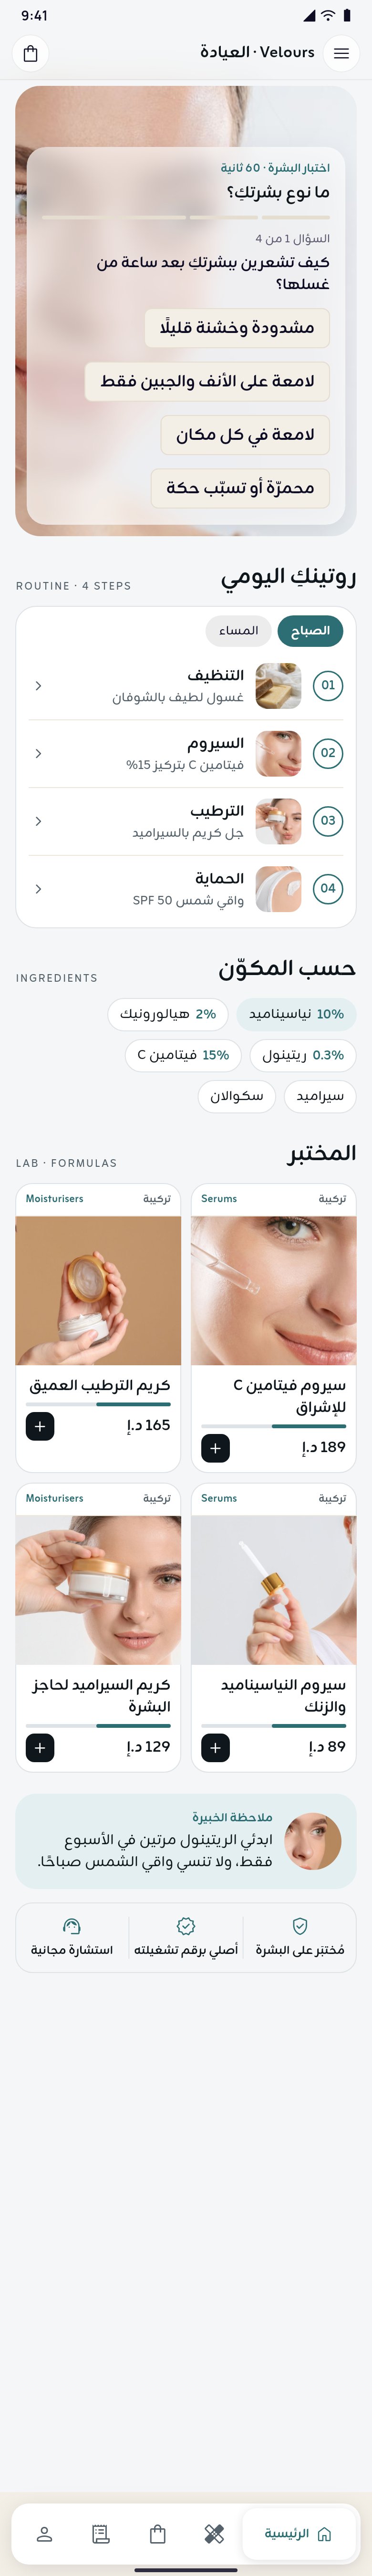 9:41
Velours · العيادة
اختبار البشرة · 60 ثانية
ما نوع بشرتكِ؟
السؤال 1 من 4
كيف تشعرين ببشرتكِ بعد ساعة من
غسلها؟
مشدودة وخشنة قليلًا
لامعة على الأنف والجبين فقط
لامعة في كل مكان
محمرّة أو تسبّب حكة
روتينكِ اليومي
ROUTINE · 4 STEPS
الصباح
المساء
01
التنظيف
غسول لطيف بالشوفان
02
السيروم
فيتامين C بتركيز 15%
03
الترطيب
جل كريم بالسيراميد
04
الحماية
واقي شمس SPF 50
حسب المكوّن
INGREDIENTS
10% نياسيناميد
2% هيالورونيك
0.3% ريتينول
15% فيتامين C
سيراميد
سكوالان
المختبر
LAB · FORMULAS
تركيبة
Serums
سيروم فيتامين C
للإشراق
189 د.إ
تركيبة
Moisturisers
كريم الترطيب العميق
165 د.إ
تركيبة
Serums
سيروم النياسيناميد
والزنك
89 د.إ
تركيبة
Moisturisers
كريم السيراميد لحاجز
البشرة
129 د.إ
ملاحظة الخبيرة
ابدئي الريتينول مرتين في الأسبوع
فقط، ولا تنسي واقي الشمس صباحًا.
مُختبَر على البشرة
أصلي برقم تشغيلته
استشارة مجانية
الرئيسية